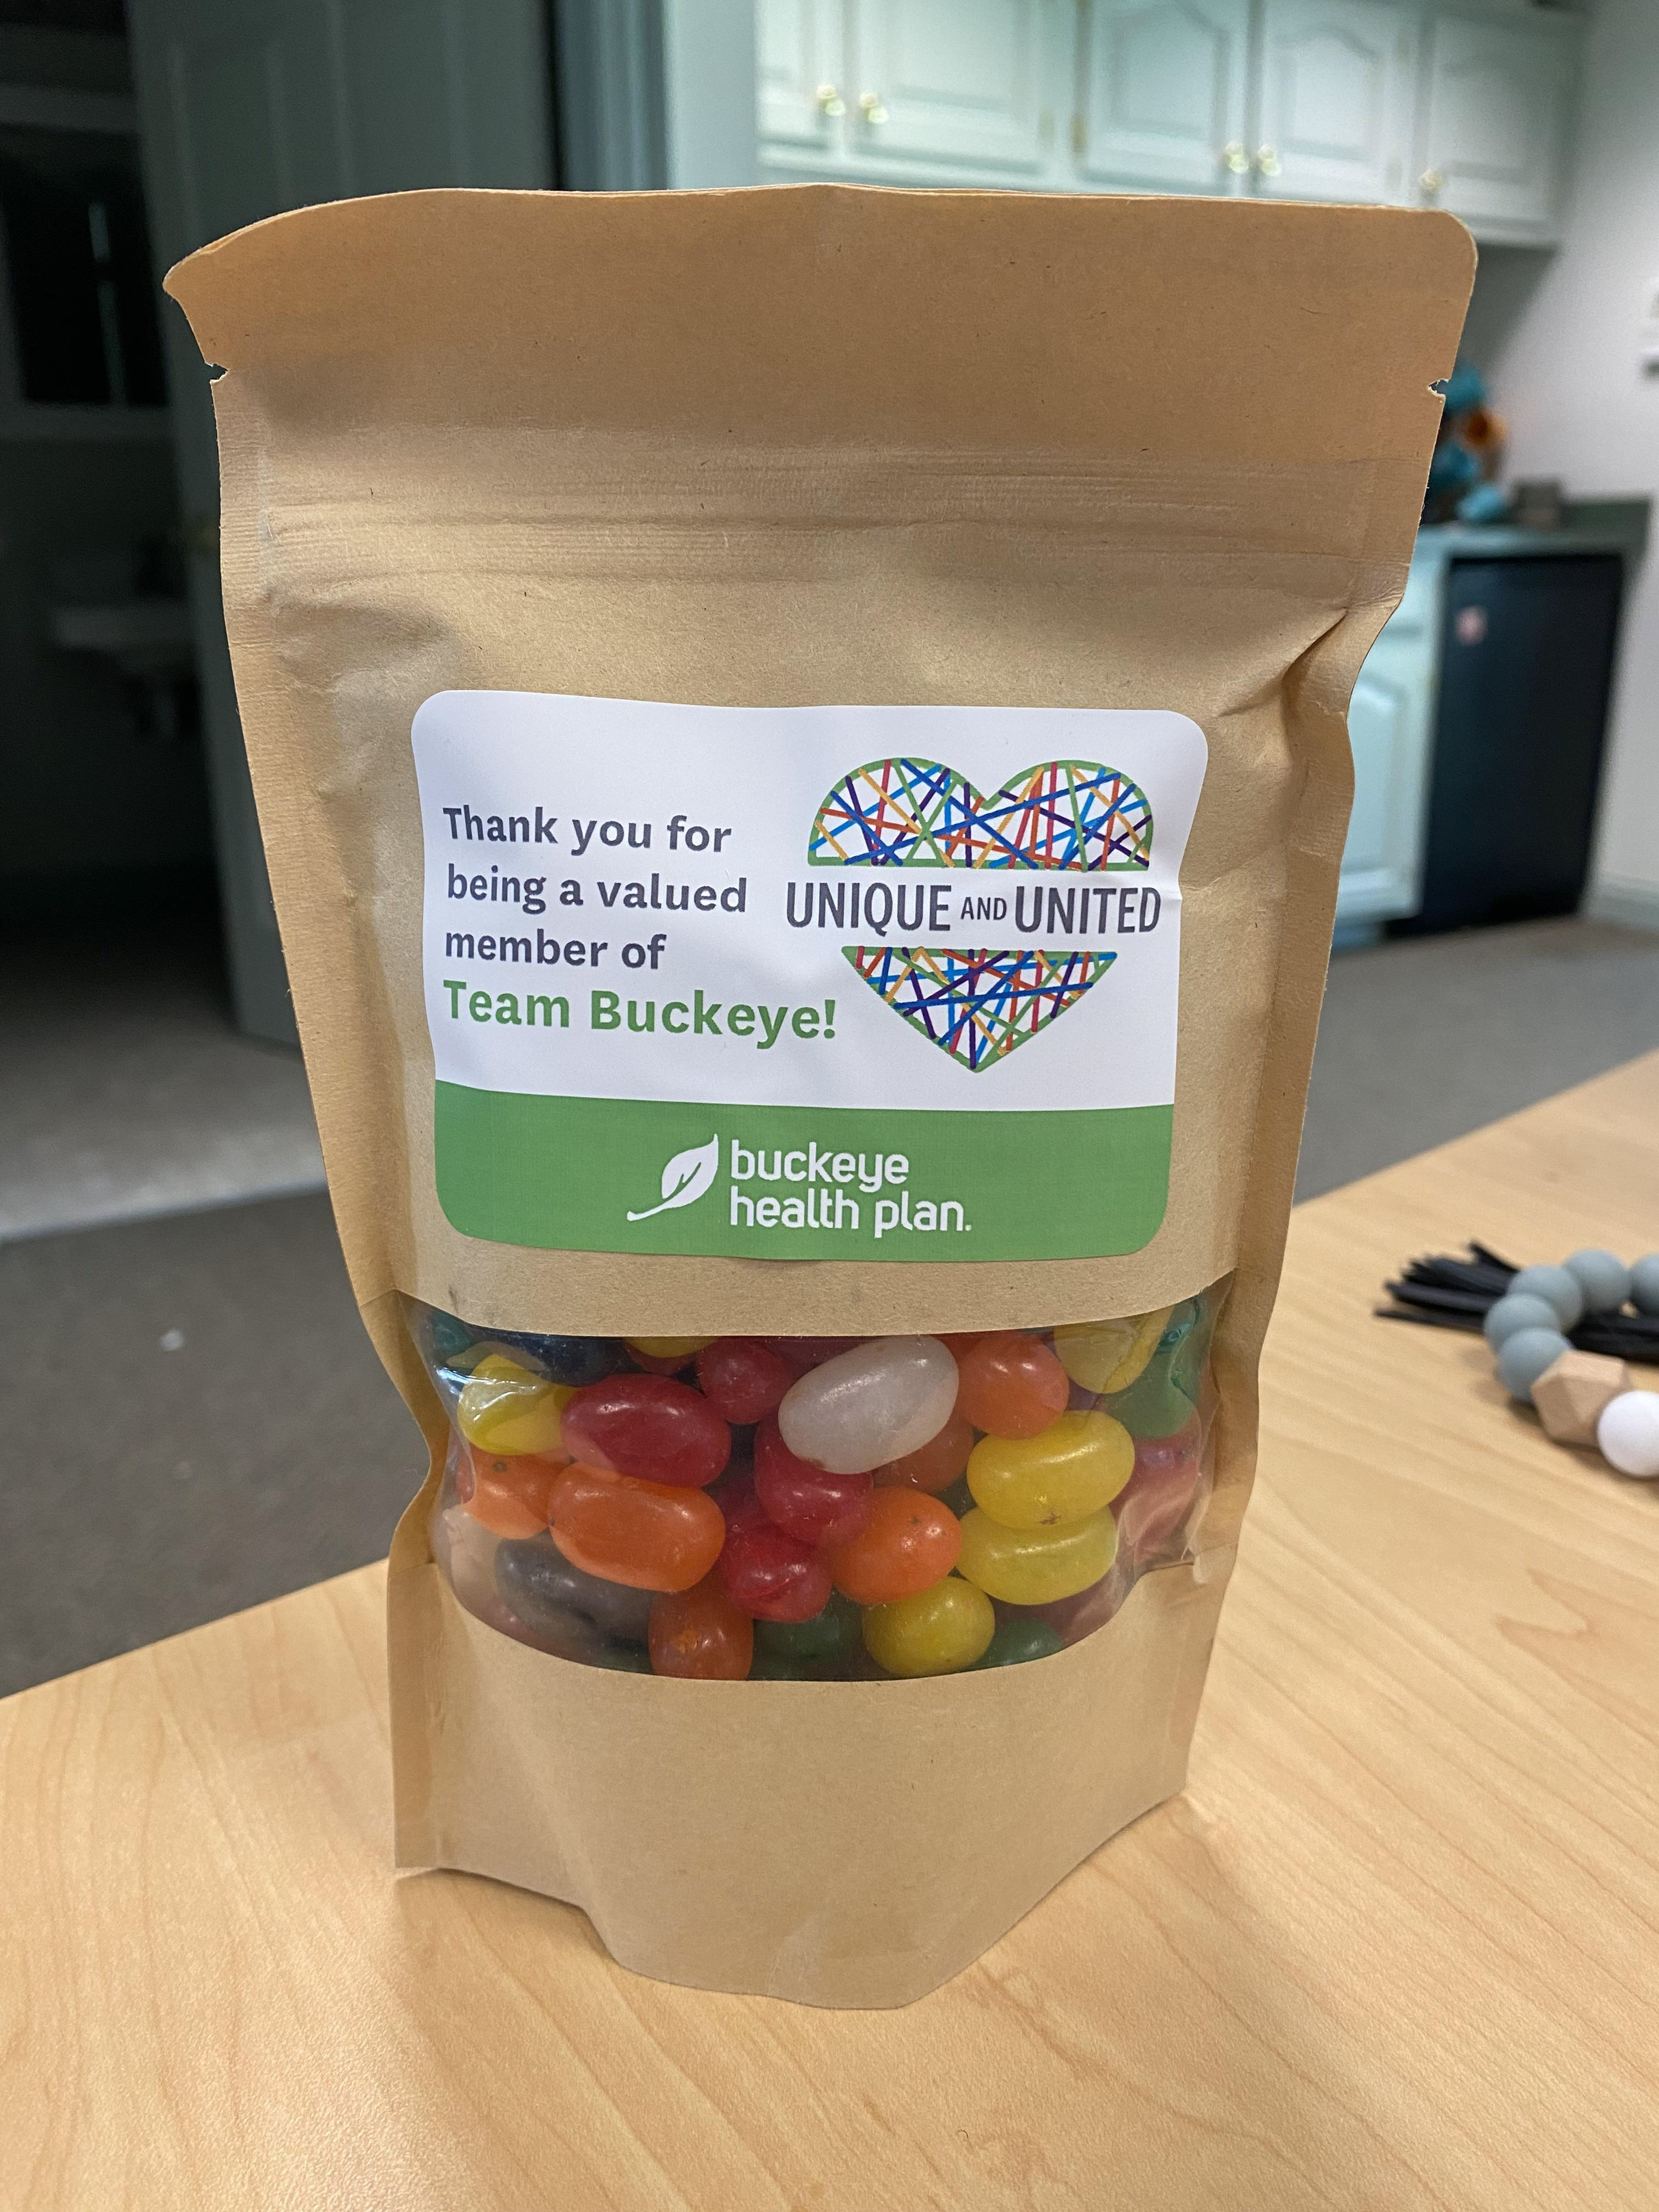 Thank you for
being a valued
member of
Team Buckeye!
UNIQUE AND UNITED
buckeye
health plan.